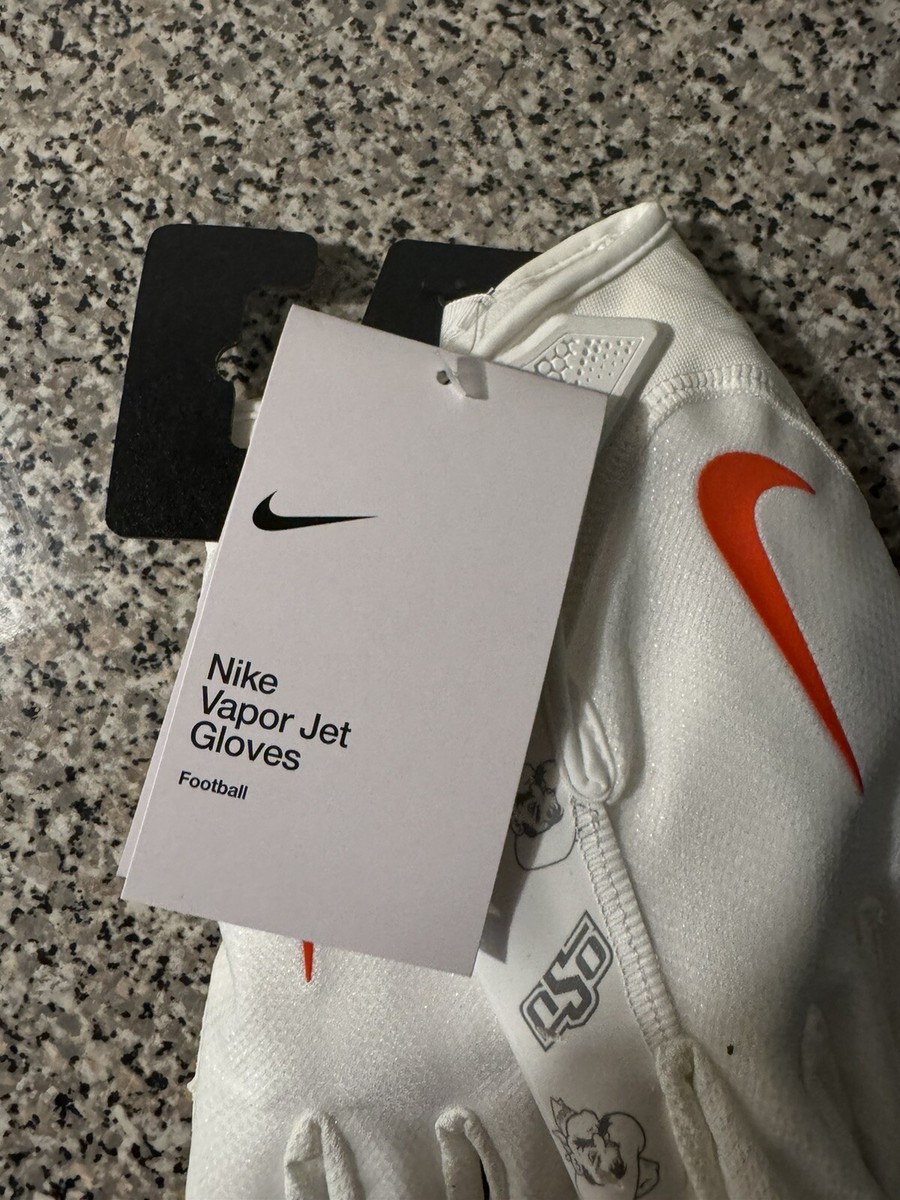 Nike
Vapor Jet
Gloves
Football
OSU